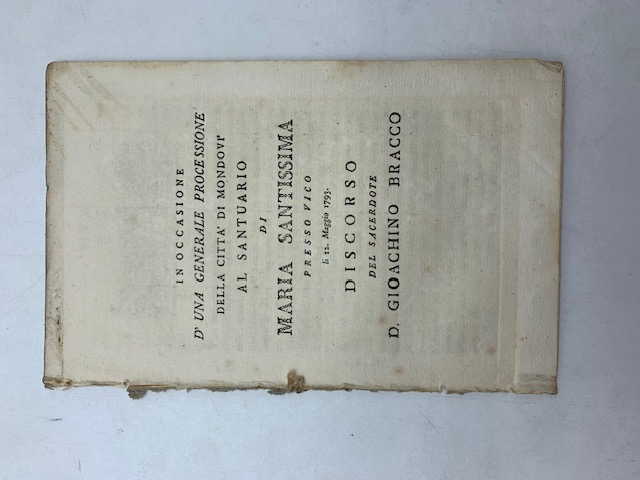 IN OCCASIONE
D' UNA GENERALE PROCESSIONE
DELLA CITTA' DI MONDOVI'
AL SANTUARIO
DI
MARIA SANTISSIMA
PRESSO VICO
li 12. Maggio 1793.
DISCORSO
DEL SACERDOTE
D. GIOACHINO BRACCO